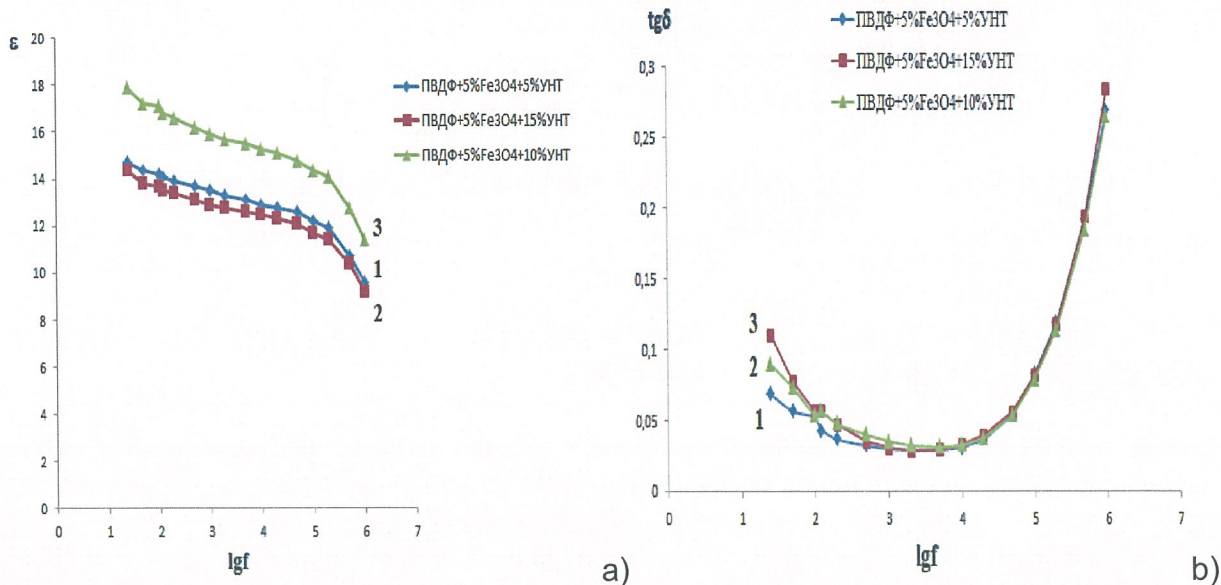 ε
20
18
16
14
12
10
8
6
4
2
0
0 1 2 3 4 5 6 7
lgf
ПВДФ+5%Fe3O4+5%УНТ
ПВДФ+5%Fe3O4+15%УНТ
ПВДФ+5%Fe3O4+10%УНТ
3
1
2
a)
tgδ
ПВДФ+5%Fe3O4+5%УНТ
ПВДФ+5%Fe3O4+15%УНТ
ПВДФ+5%Fe3O4+10%УНТ
0,3
0,25
0,2
0,15
0,1
0,05
0
3
2
1
0 1 2 3 4 5 6 7
lgf
b)